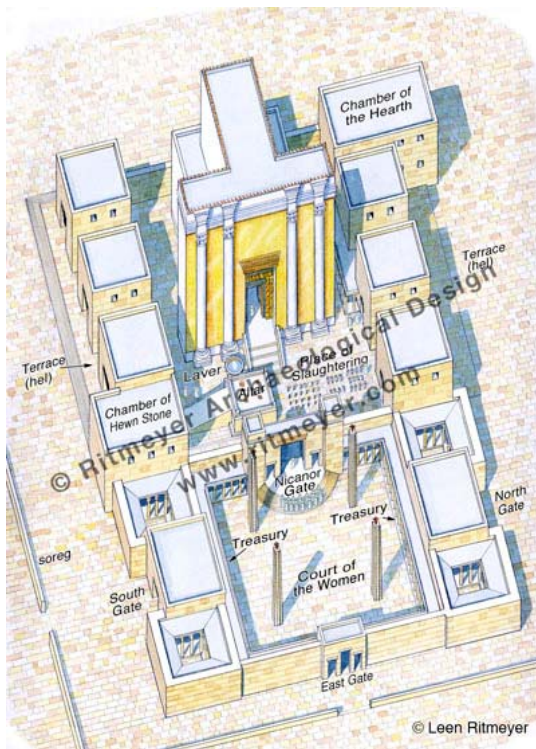 Chamber of
the Hearth
Terrace
(hel)
Terrace
(hel)
Laver
Place of
Slaughtering
Altar
Chamber of
Hewn Stone
© Ritmeyer Archaeological Design
www.ritmeyer.com
Nicanor
Gate
North
Gate
Treasury
Treasury
soreg
Court of
the Women
South
Gate
East Gate
© Leen Ritmeyer